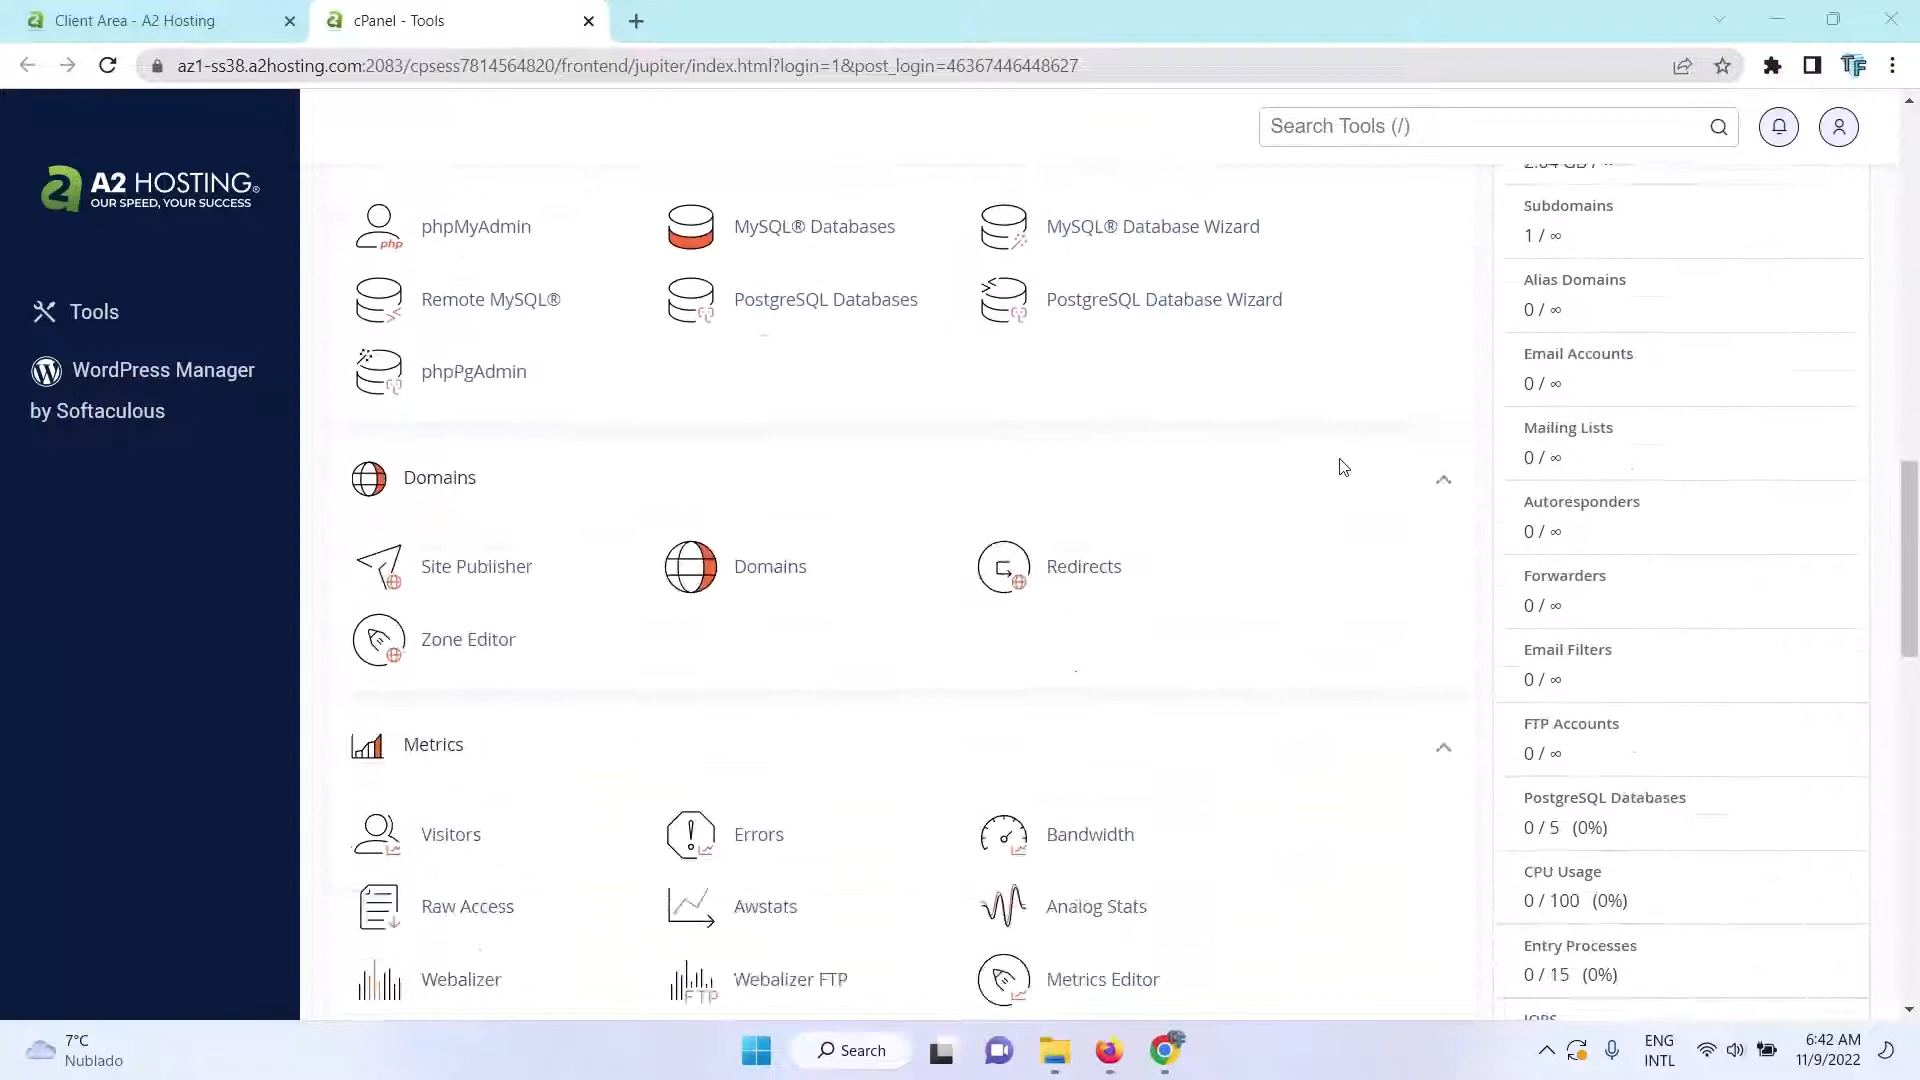 Client Area - A2 Hosting
cPanel - Tools
az1-ss38.a2hosting.com:2083/cpsess7814564820/frontend/jupiter/index.html?login=1&post_login=46367446448627
Search Tools (/)
A2 HOSTING®
OUR SPEED, YOUR SUCCESS
Tools
WordPress Manager
by Softaculous
phpMyAdmin
MySQL® Databases
MySQL® Database Wizard
Remote MySQL®
PostgreSQL Databases
PostgreSQL Database Wizard
phpPgAdmin
Domains
Site Publisher
Domains
Redirects
Zone Editor
Metrics
Visitors
Errors
Bandwidth
Raw Access
Awstats
Analog Stats
Webalizer
Webalizer FTP
Metrics Editor
Subdomains
1 / ∞
Alias Domains
0 / ∞
Email Accounts
0 / ∞
Mailing Lists
0 / ∞
Autoresponders
0 / ∞
Forwarders
0 / ∞
Email Filters
0 / ∞
FTP Accounts
0 / ∞
PostgreSQL Databases
0 / 5 (0%)
CPU Usage
0 / 100 (0%)
Entry Processes
0 / 15 (0%)
7°C
Nublado
Search
ENG
INTL
6:42 AM
11/9/2022